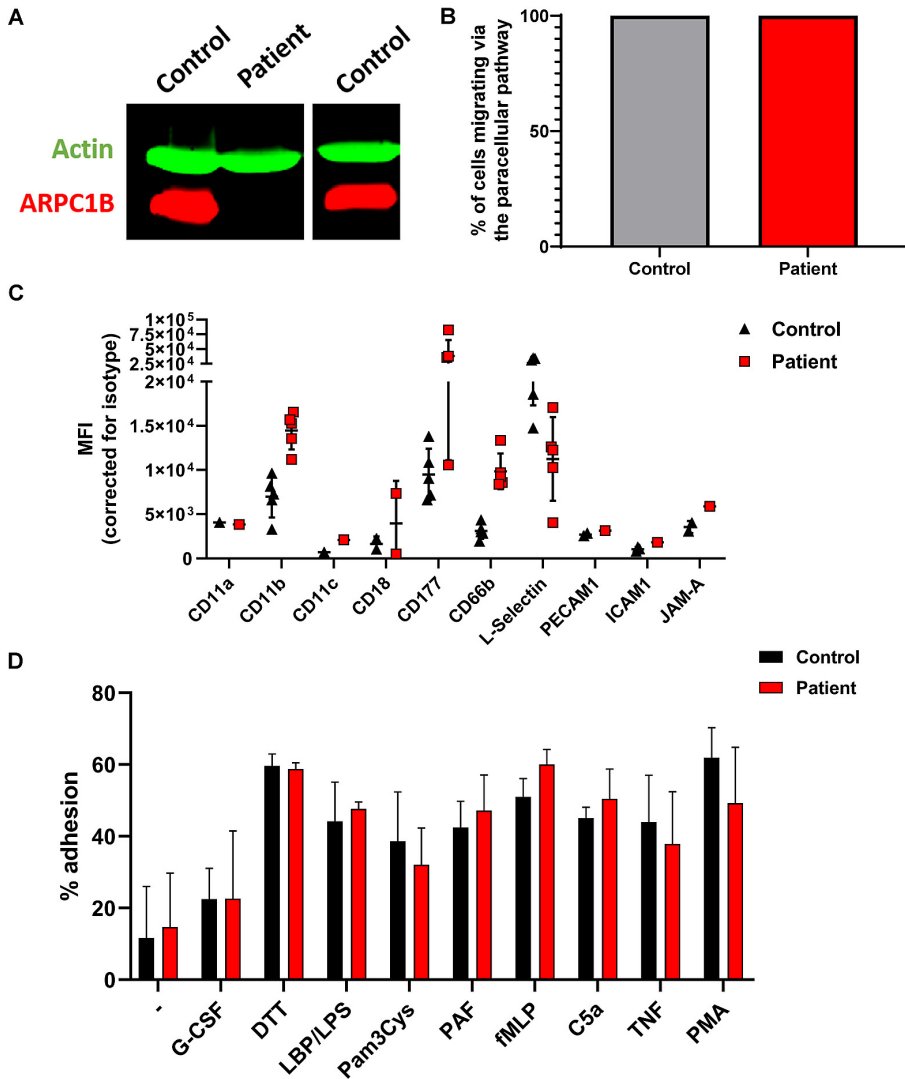 A
Control
Patient
Control
Actin
ARPC1B
B
% of cells migrating via
the paracellular pathway
100
50
0
Control
Patient
C
MFI
(corrected for isotype)
1×10⁵
7.5×10⁴
5×10⁴
2.5×10⁴
2×10⁴
1.5×10⁴
1×10⁴
5×10³
0
CD11a
CD11b
CD11c
CD18
CD177
CD66b
L-Selectin
PECAM1
ICAM1
JAM-A
Control
Patient
D
% adhesion
80
60
40
20
0
-
G-CSF
DTT
LBP/LPS
Pam3Cys
PAF
fMLP
C5a
TNF
PMA
Control
Patient